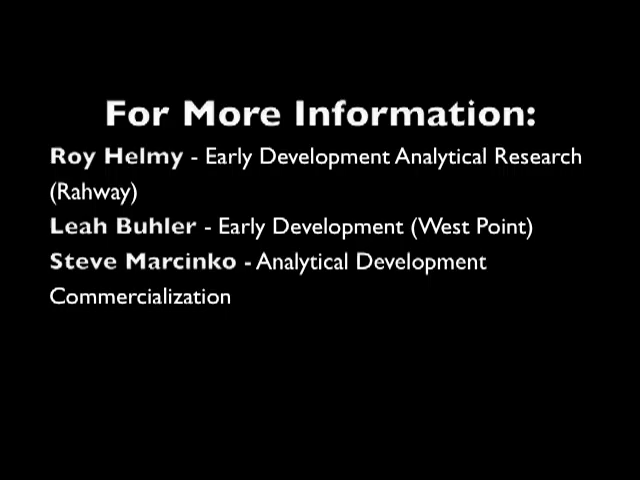 For More Information:
Roy Helmy - Early Development Analytical Research
(Rahway)
Leah Buhler - Early Development (West Point)
Steve Marcinko - Analytical Development
Commercialization